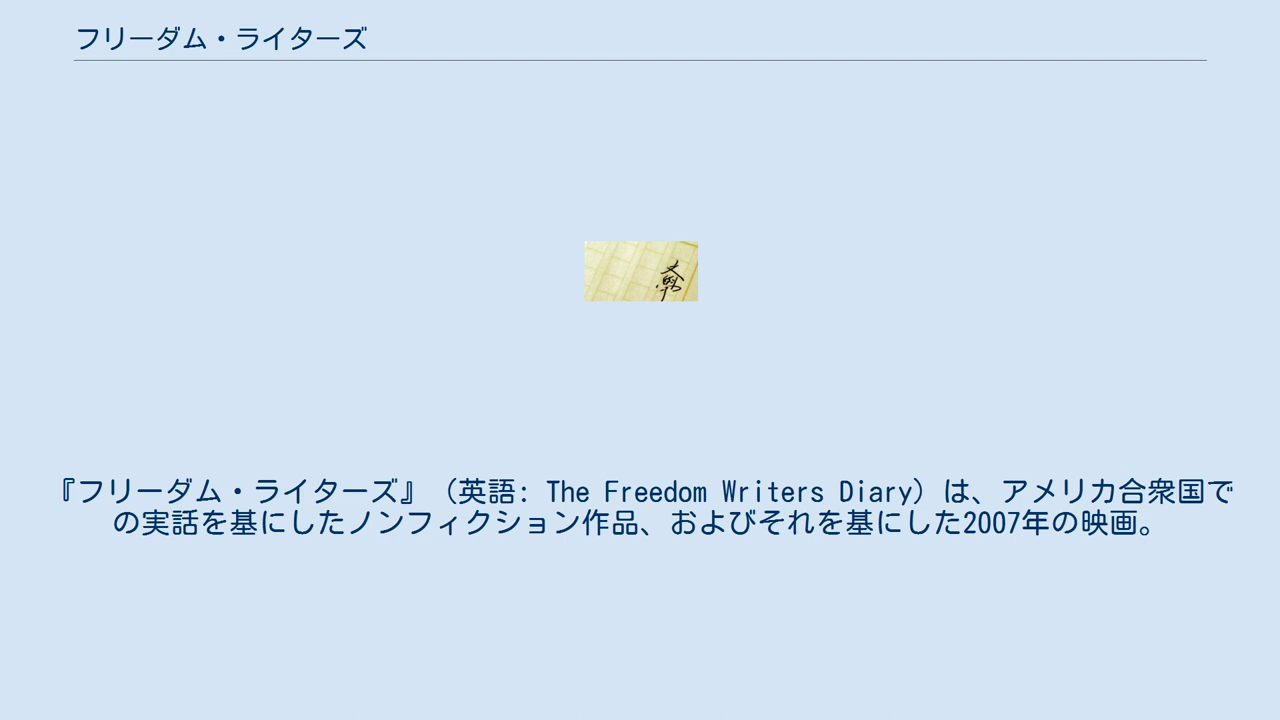 フリーダム・ライターズ
『フリーダム・ライターズ』（英語: The Freedom Writers Diary）は、アメリカ合衆国で
の実話を基にしたノンフィクション作品、およびそれを基にした2007年の映画。